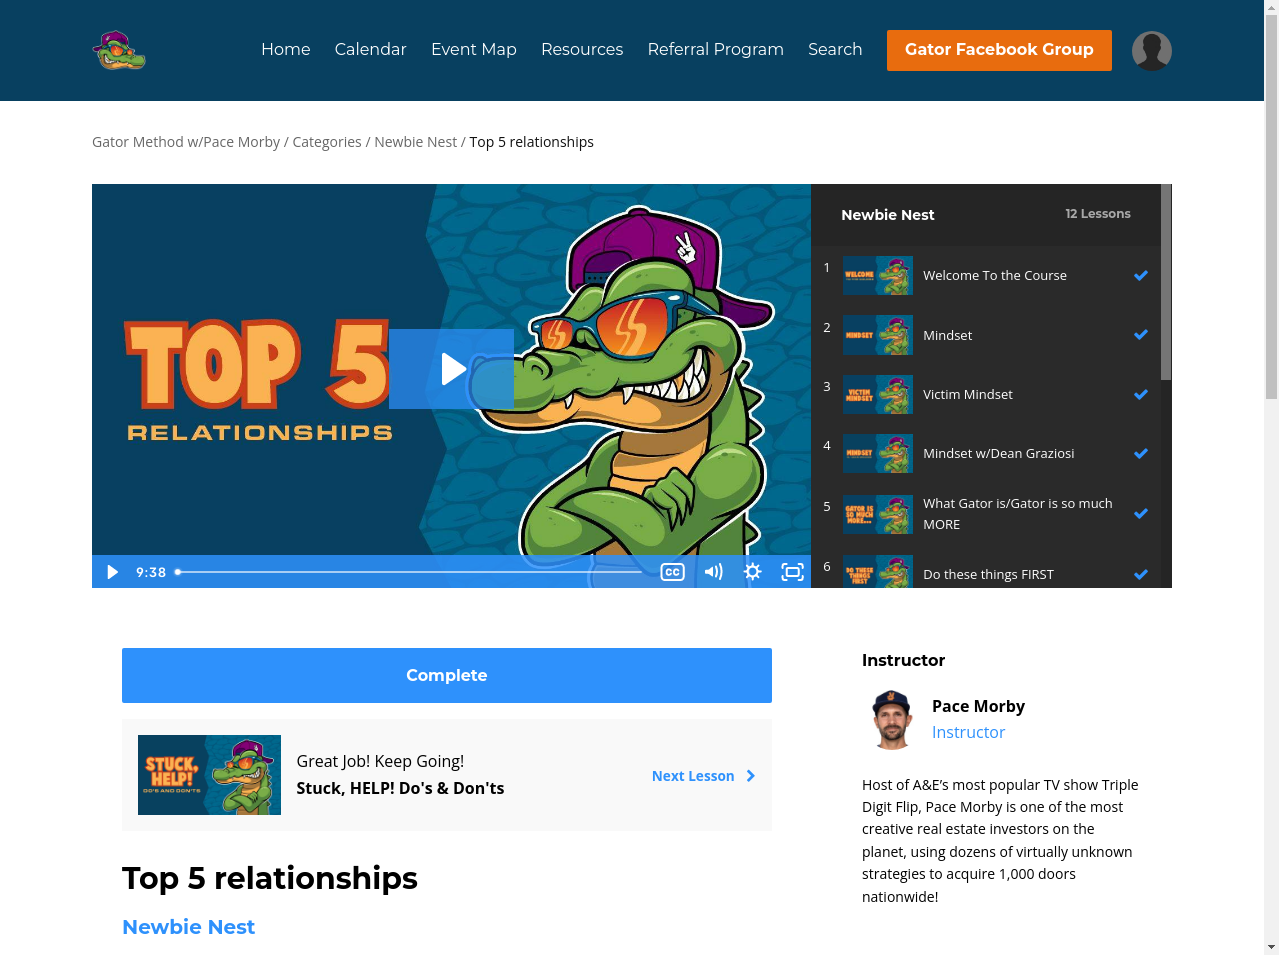 Home Calendar Event Map Resources Referral Program Search Gator Facebook Group
Gator Method w/Pace Morby / Categories / Newbie Nest / Top 5 relationships
TOP 5
RELATIONSHIPS
9:38
CC
Newbie Nest 12 Lessons
1 WELCOME Welcome To the Course
2 MINDSET Mindset
3 VICTIM MINDSET Victim Mindset
4 MINDSET Mindset w/Dean Graziosi
5 GATOR IS SO MUCH MORE... What Gator is/Gator is so much
MORE
6 DO THESE THINGS FIRST Do these things FIRST
Complete
STUCK,
HELP!
DO'S AND DON'TS
Great Job! Keep Going!
Stuck, HELP! Do's & Don'ts
Next Lesson
Top 5 relationships
Newbie Nest
Instructor
Pace Morby
Instructor
Host of A&E's most popular TV show Triple
Digit Flip, Pace Morby is one of the most
creative real estate investors on the
planet, using dozens of virtually unknown
strategies to acquire 1,000 doors
nationwide!